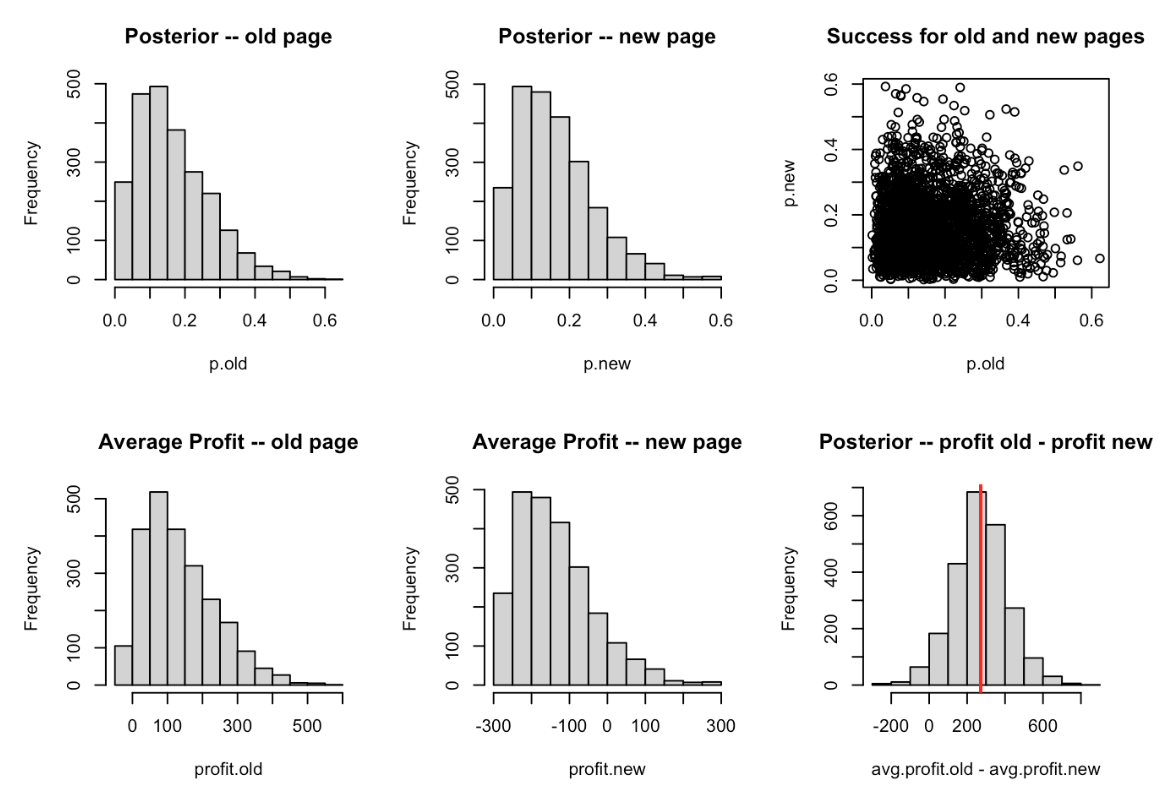 Posterior -- old page
Frequency
0 100 300 500
0.0 0.2 0.4 0.6
p.old
Posterior -- new page
Frequency
0 100 300 500
0.0 0.2 0.4 0.6
p.new
Success for old and new pages
p.new
0.0 0.2 0.4 0.6
0.0 0.2 0.4 0.6
p.old
Average Profit -- old page
Frequency
0 100 300 500
0 100 300 500
profit.old
Average Profit -- new page
Frequency
0 100 300 500
-300 -100 0 100 300
profit.new
Posterior -- profit old - profit new
Frequency
0 200 400 600
-200 0 200 600
avg.profit.old - avg.profit.new